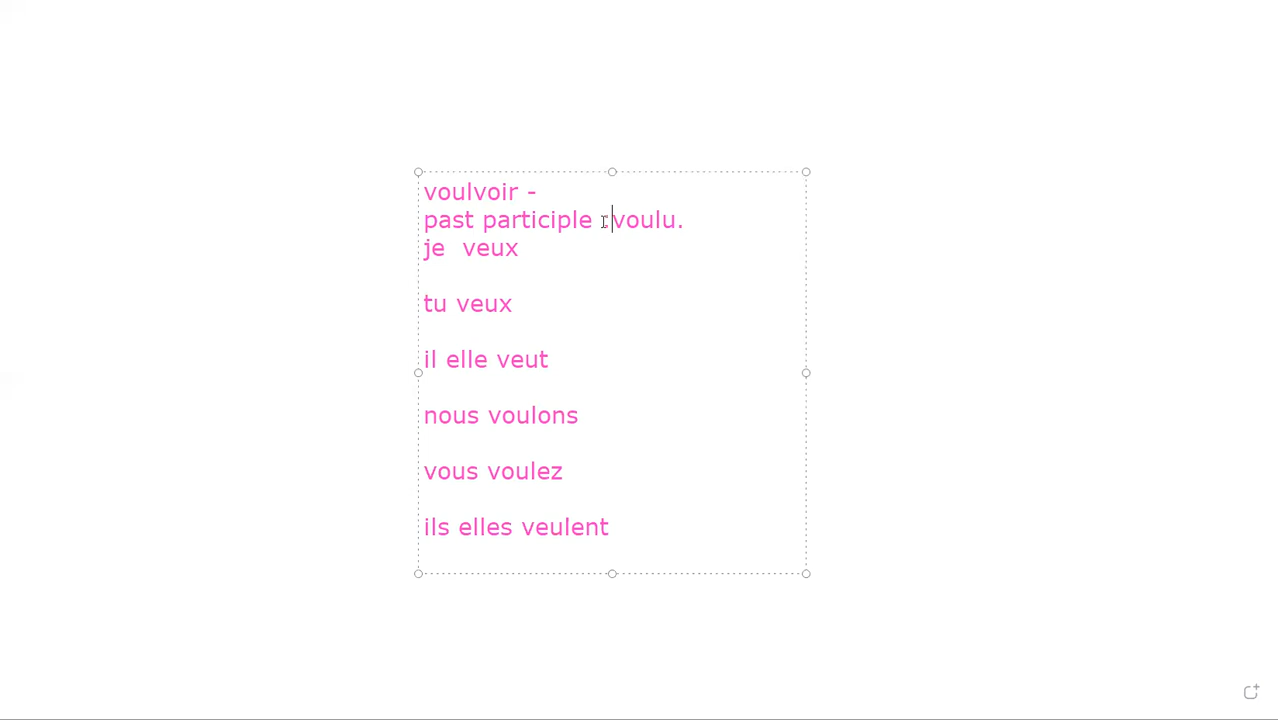 voulvoir -
past participle :voulu.
je  veux
tu veux
il elle veut
nous voulons
vous voulez
ils elles veulent